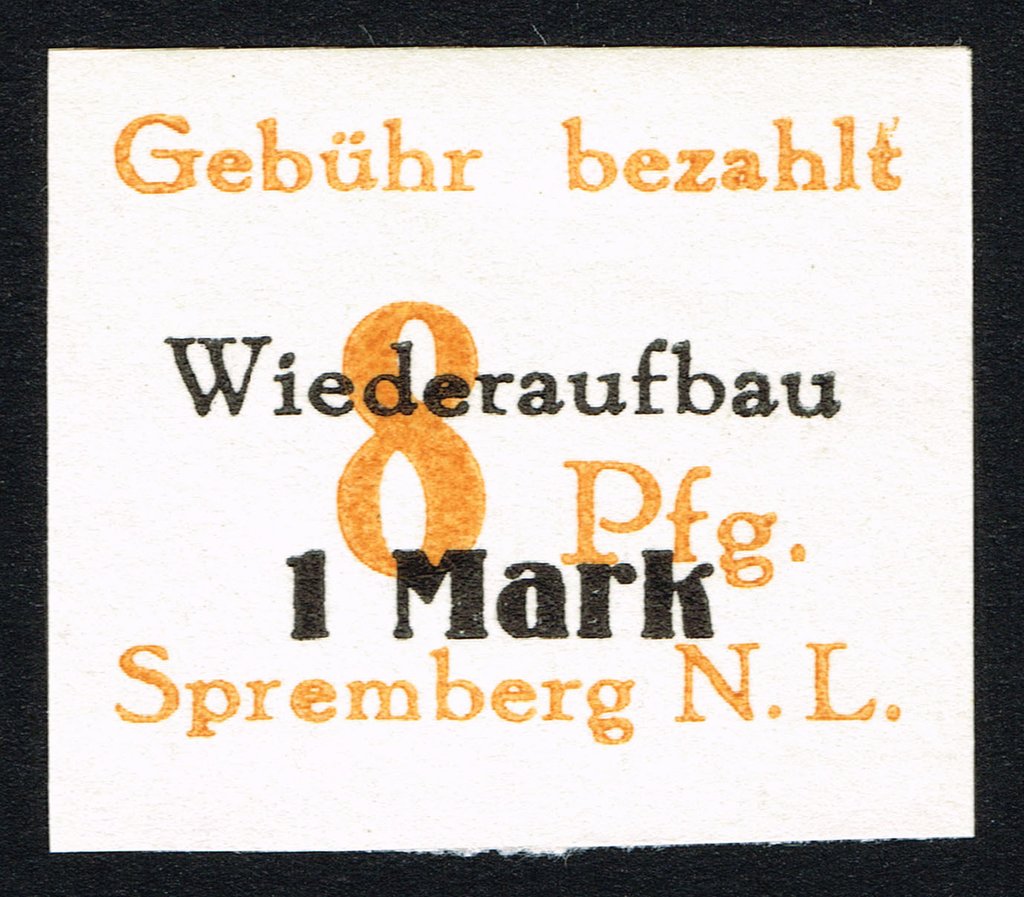 Gebühr bezahlt
Wiederaufbau
8 Pfg.
1 Mark
Spremberg N. L.